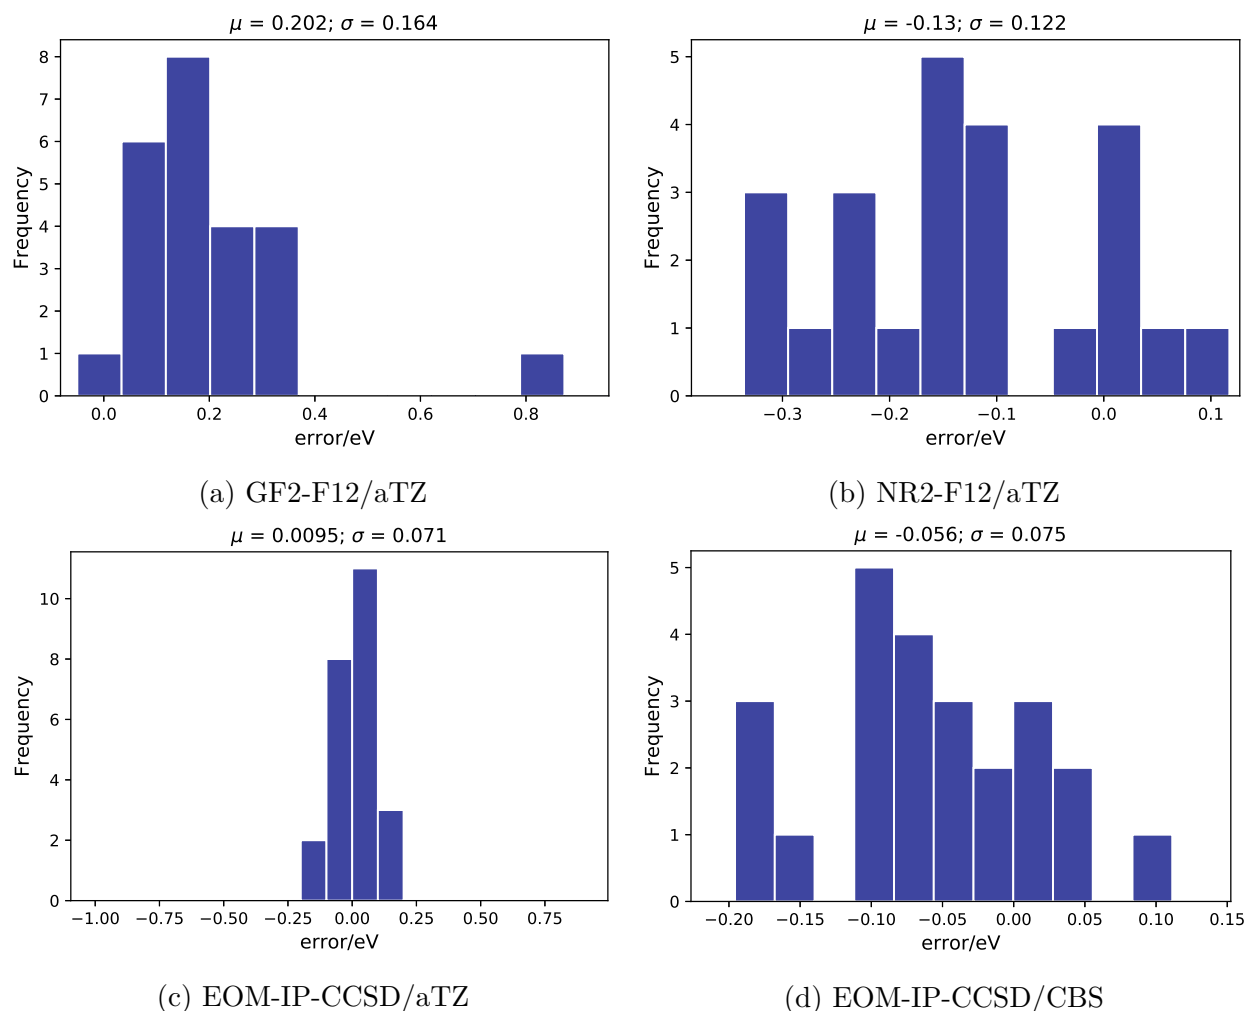 μ = 0.202; σ = 0.164
8
7
6
5
4
3
2
1
0
Frequency
0.0 0.2 0.4 0.6 0.8
error/eV
(a) GF2-F12/aTZ
μ = -0.13; σ = 0.122
5
4
3
2
1
0
Frequency
−0.3 −0.2 −0.1 0.0 0.1
error/eV
(b) NR2-F12/aTZ
μ = 0.0095; σ = 0.071
10
8
6
4
2
0
Frequency
−1.00 −0.75 −0.50 −0.25 0.00 0.25 0.50 0.75
error/eV
(c) EOM-IP-CCSD/aTZ
μ = -0.056; σ = 0.075
5
4
3
2
1
0
Frequency
−0.20 −0.15 −0.10 −0.05 0.00 0.05 0.10 0.15
error/eV
(d) EOM-IP-CCSD/CBS